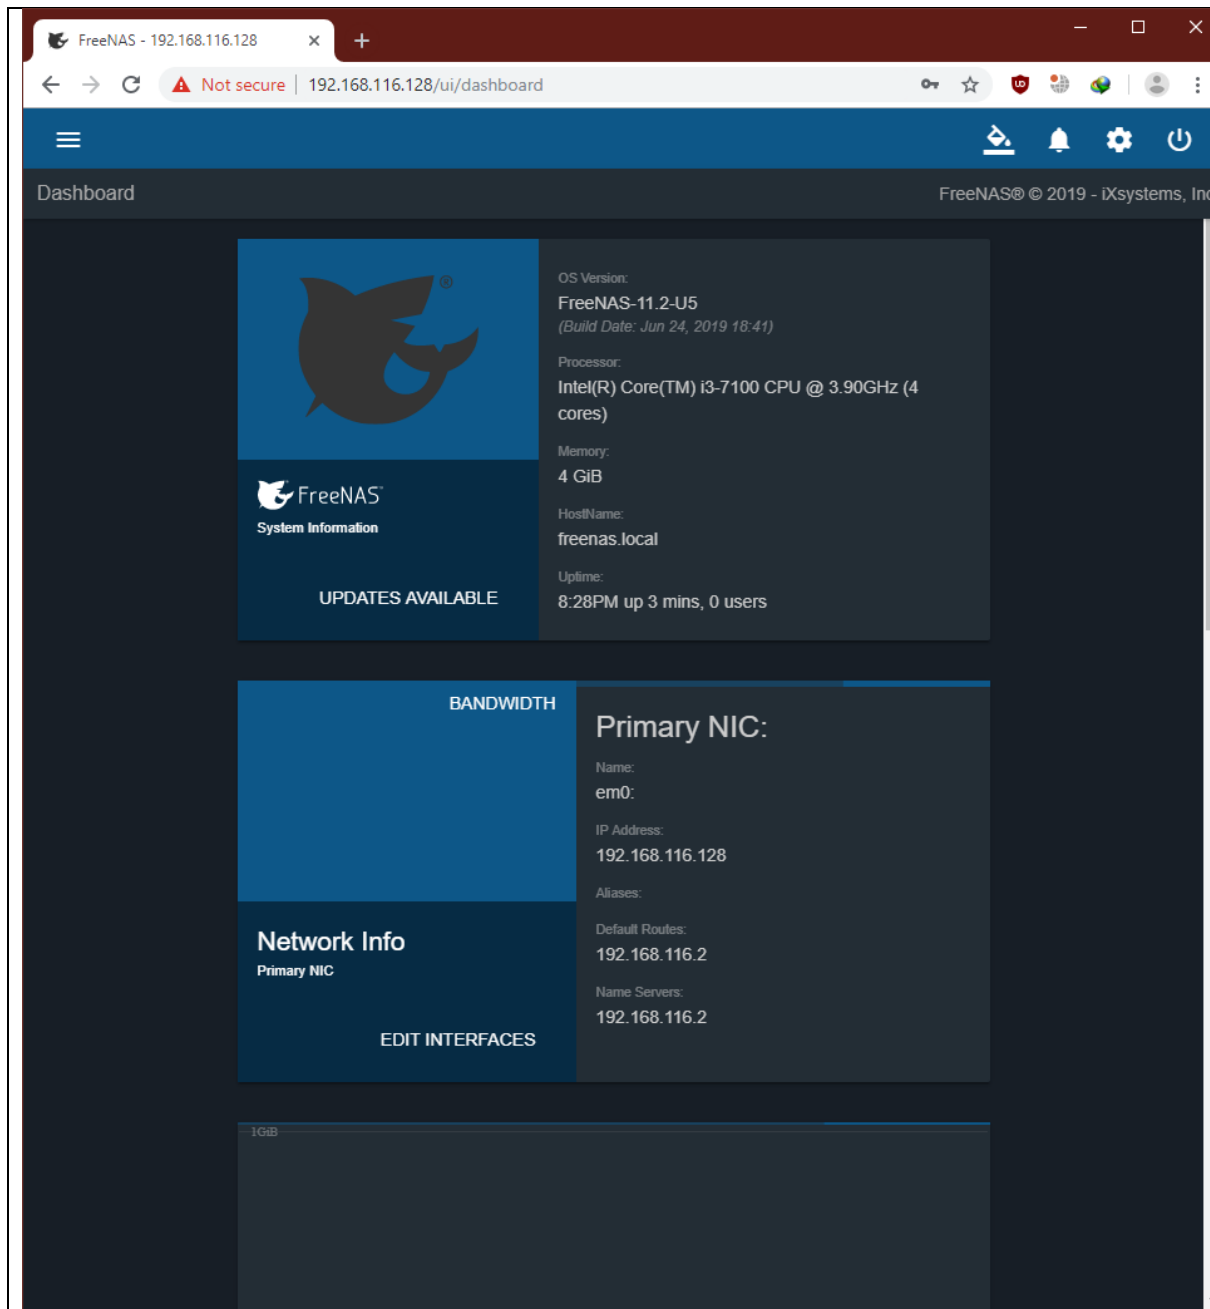 FreeNAS - 192.168.116.128
Not secure | 192.168.116.128/ui/dashboard
Dashboard
FreeNAS® © 2019 - iXsystems, Inc
®
OS Version:
FreeNAS-11.2-U5
(Build Date: Jun 24, 2019 18:41)
Processor:
Intel(R) Core(TM) i3-7100 CPU @ 3.90GHz (4
cores)
Memory:
4 GiB
HostName:
freenas.local
Uptime:
8:28PM up 3 mins, 0 users
FreeNAS
System Information
UPDATES AVAILABLE
BANDWIDTH
Network Info
Primary NIC
EDIT INTERFACES
Primary NIC:
Name:
em0:
IP Address:
192.168.116.128
Aliases:
Default Routes:
192.168.116.2
Name Servers:
192.168.116.2
1GiB